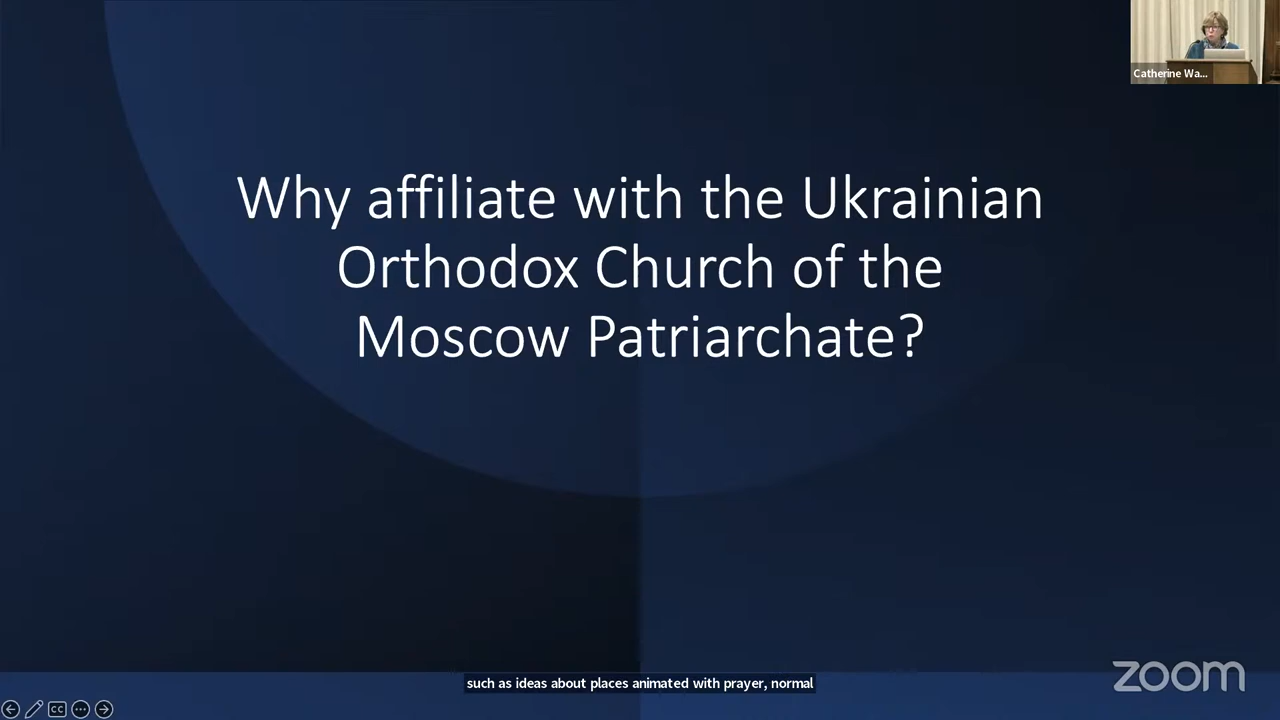 Catherine Wa...
Why affiliate with the Ukrainian
Orthodox Church of the
Moscow Patriarchate?
such as ideas about places animated with prayer, normal
zoom
CC